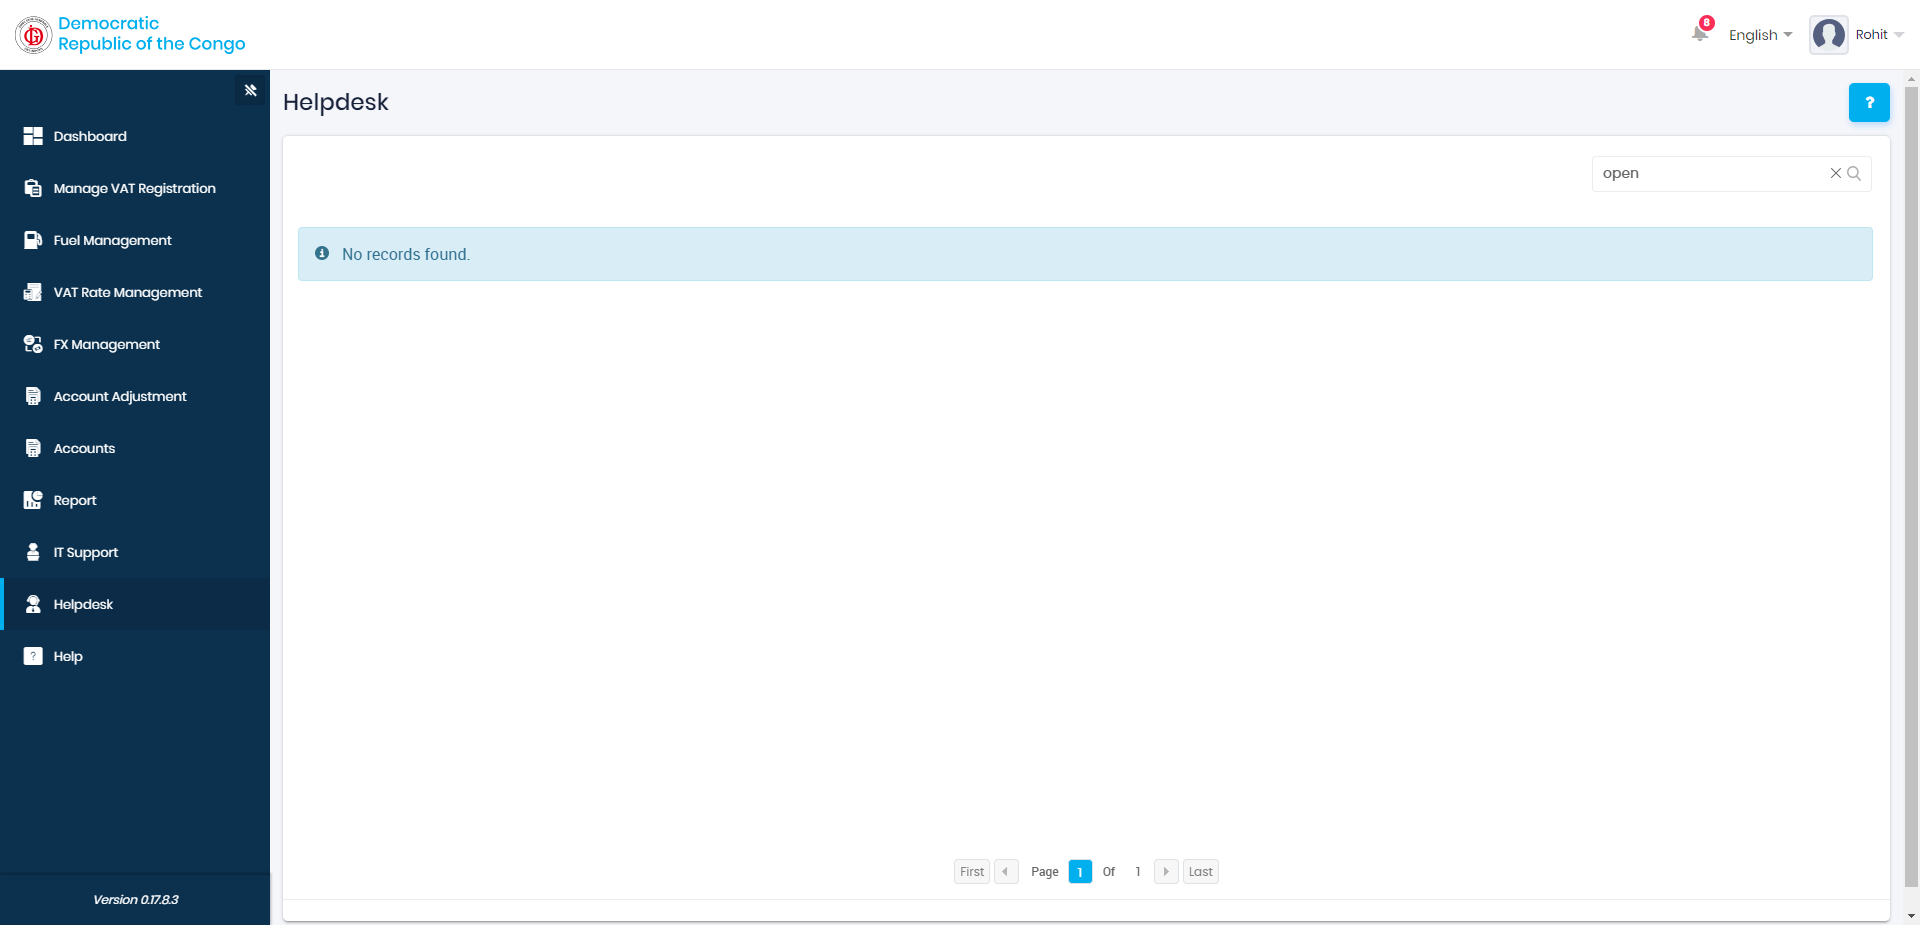 Democratic
Republic of the Congo
8
English
Rohit
Helpdesk
?
Dashboard
Manage VAT Registration
Fuel Management
VAT Rate Management
FX Management
Account Adjustment
Accounts
Report
IT Support
Helpdesk
? Help
open
No records found.
First Page 1 Of 1 Last
Version 0.17.8.3